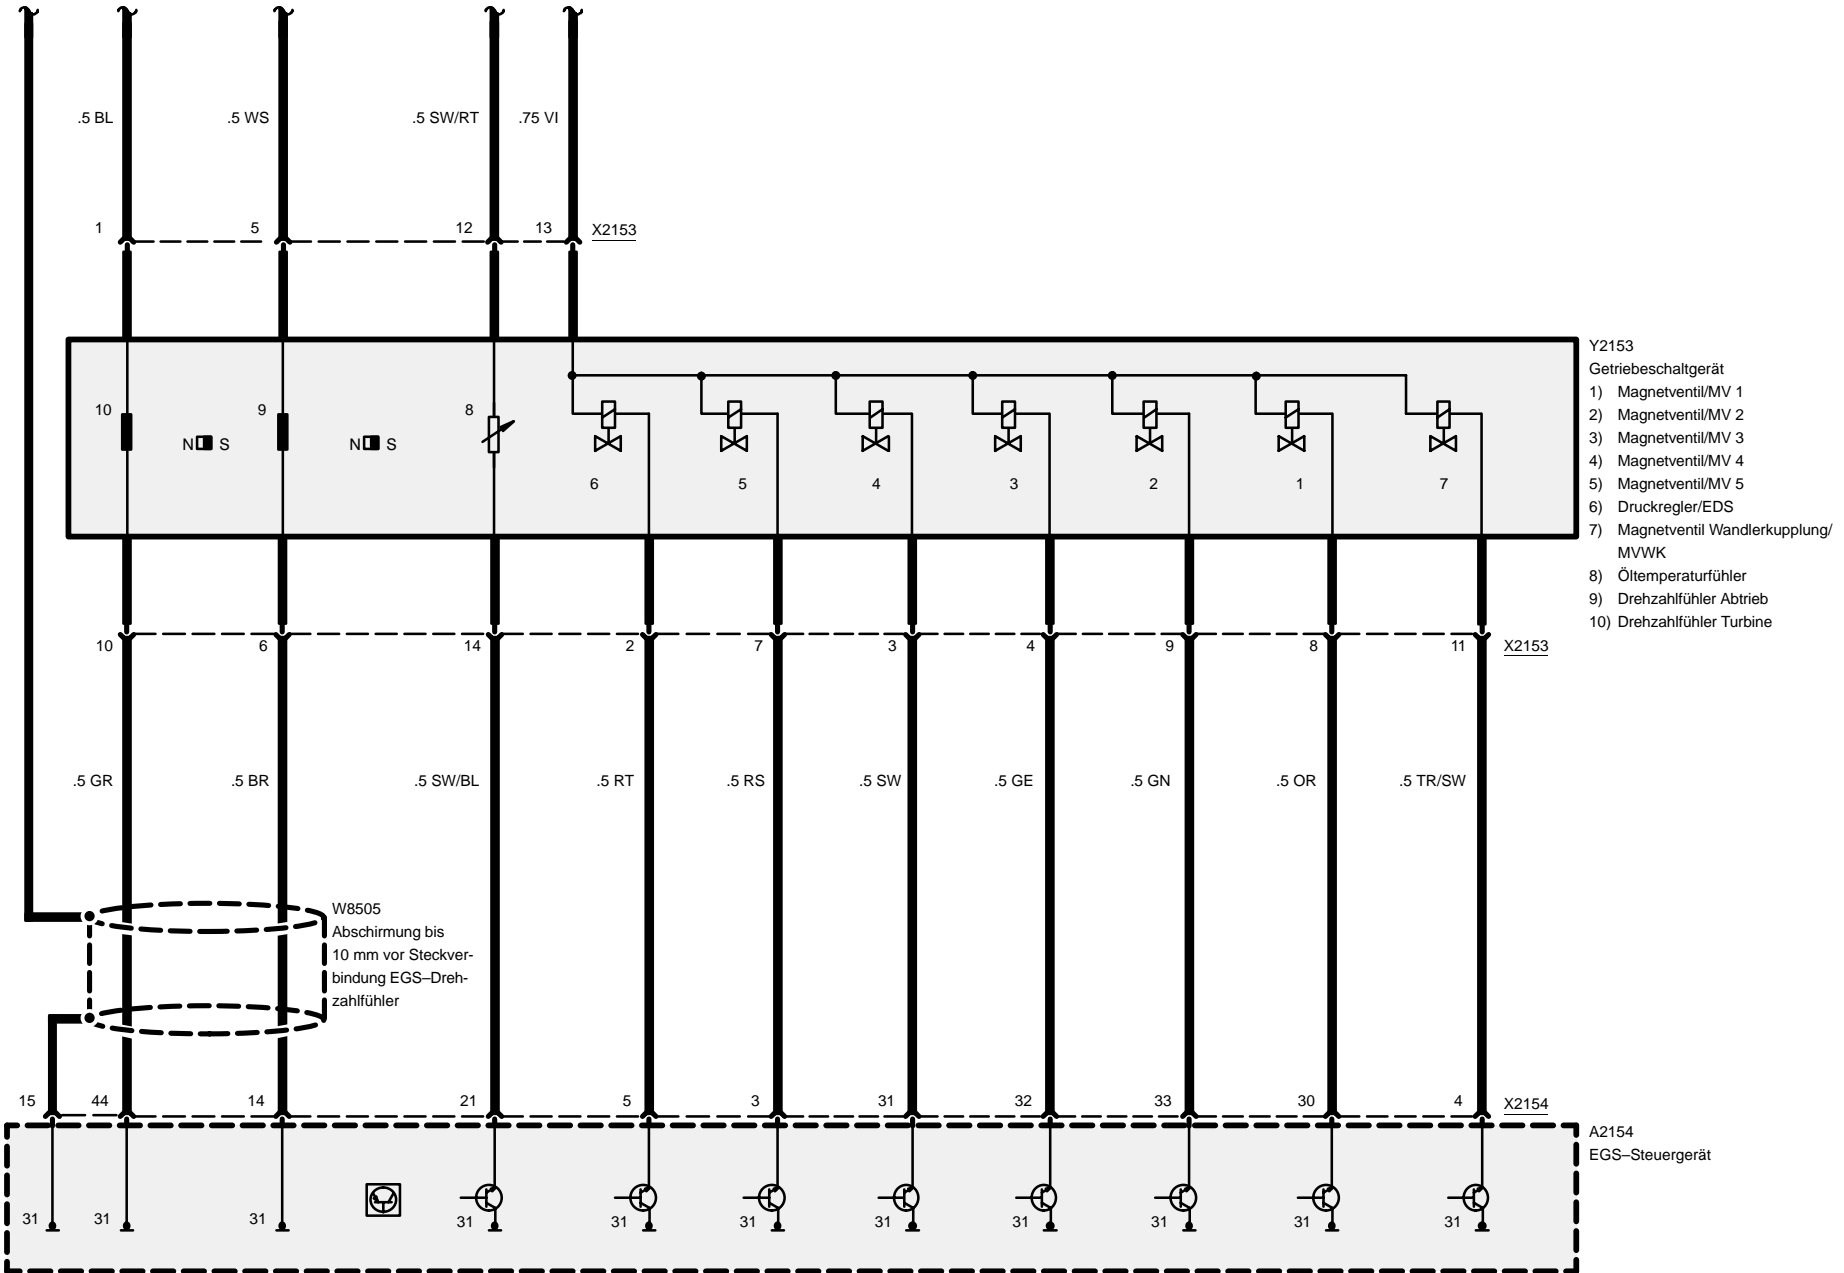 .5 BL .5 WS .5 SW/RT .75 VI
1 5 12 13 X2153
Y2153
Getriebeschaltgerät
1) Magnetventil/MV 1
2) Magnetventil/MV 2
3) Magnetventil/MV 3
4) Magnetventil/MV 4
5) Magnetventil/MV 5
6) Druckregler/EDS
7) Magnetventil Wandlerkupplung/
MVWK
8) Öltemperaturfühler
9) Drehzahlfühler Abtrieb
10) Drehzahlfühler Turbine
10 9 8
N S N S
6 5 4 3 2 1 7
10 6 14 2 7 3 4 9 8 11 X2153
.5 GR .5 BR .5 SW/BL .5 RT .5 RS .5 SW .5 GE .5 GN .5 OR .5 TR/SW
W8505
Abschirmung bis
10 mm vor Steckver-
bindung EGS–Dreh-
zahlfühler
15 44 14 21 5 3 31 32 33 30 4 X2154
A2154
EGS–Steuergerät
31 31 31 31 31 31 31 31 31 31 31